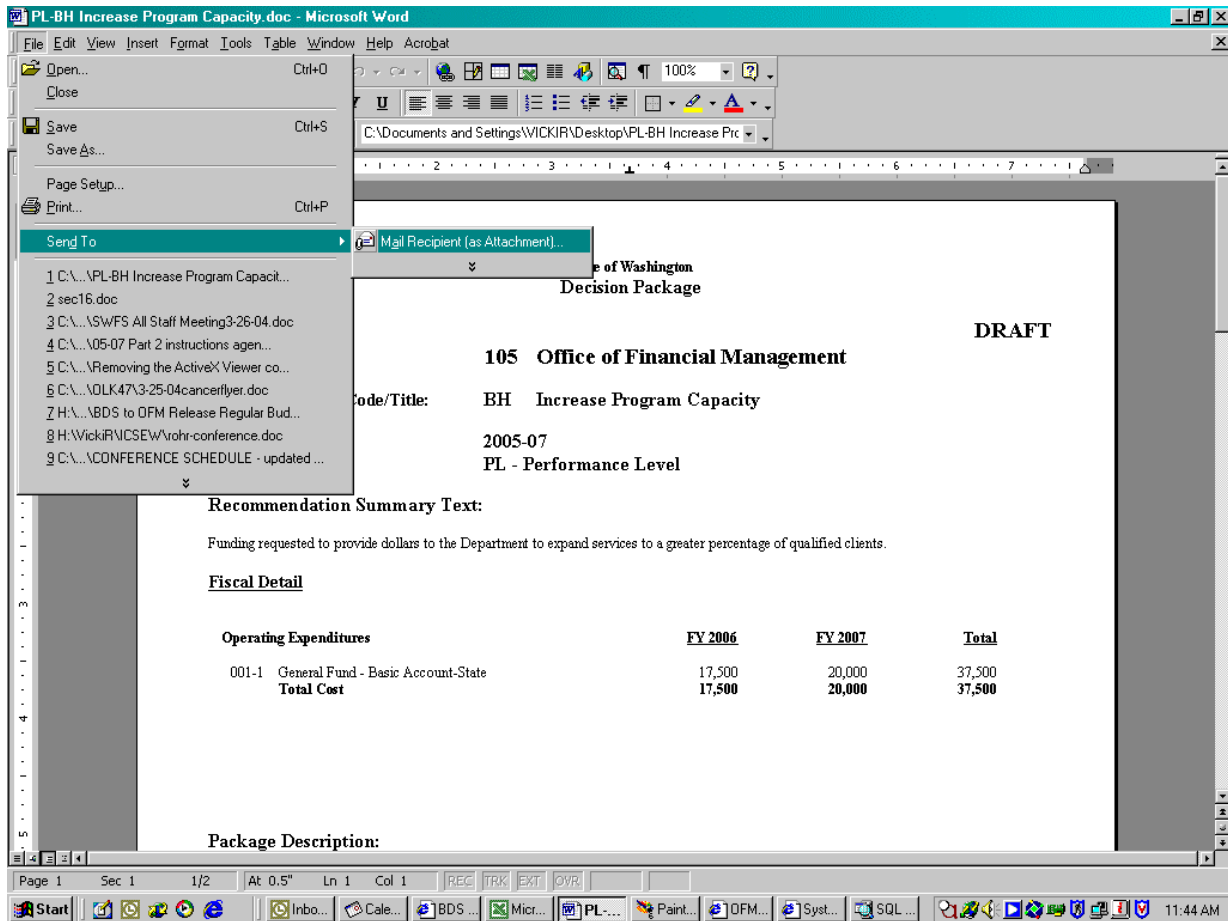 PL-BH Increase Program Capacity.doc - Microsoft Word
File Edit View Insert Format Tools Table Window Help Acrobat
Open... Ctrl+O
Close
Save Ctrl+S
Save As...
Page Setup...
Print... Ctrl+P
Send To
Mail Recipient (as Attachment)...
1 C:\...\PL-BH Increase Program Capacit...
2 sec16.doc
3 C:\...\SWFS All Staff Meeting3-26-04.doc
4 C:\...\05-07 Part 2 instructions agen...
5 C:\...\Removing the ActiveX Viewer co...
6 C:\...\OLK47\3-25-04cancerflyer.doc
7 H:\...\BDS to OFM Release Regular Bud...
8 H:\VickiR\ICSEW\rohr-conference.doc
9 C:\...\CONFERENCE SCHEDULE - updated ...
100%
U A
C:\Documents and Settings\VICKIR\Desktop\PL-BH Increase Prc
2 3 4 5 6 7
e of Washington
Decision Package
DRAFT
105 Office of Financial Management
Code/Title: BH Increase Program Capacity
2005-07
PL - Performance Level
Recommendation Summary Text:
Funding requested to provide dollars to the Department to expand services to a greater percentage of qualified clients.
Fiscal Detail
Operating Expenditures FY 2006 FY 2007 Total
001-1 General Fund - Basic Account-State 17,500 20,000 37,500
Total Cost 17,500 20,000 37,500
Package Description:
3
4
5
Page 1 Sec 1 1/2 At 0.5" Ln 1 Col 1 REC TRK EXT OVR
Start Inbo... Cale... BDS ... Micr... PL-... Paint... OFM... Syst... SQL ... 11:44 AM